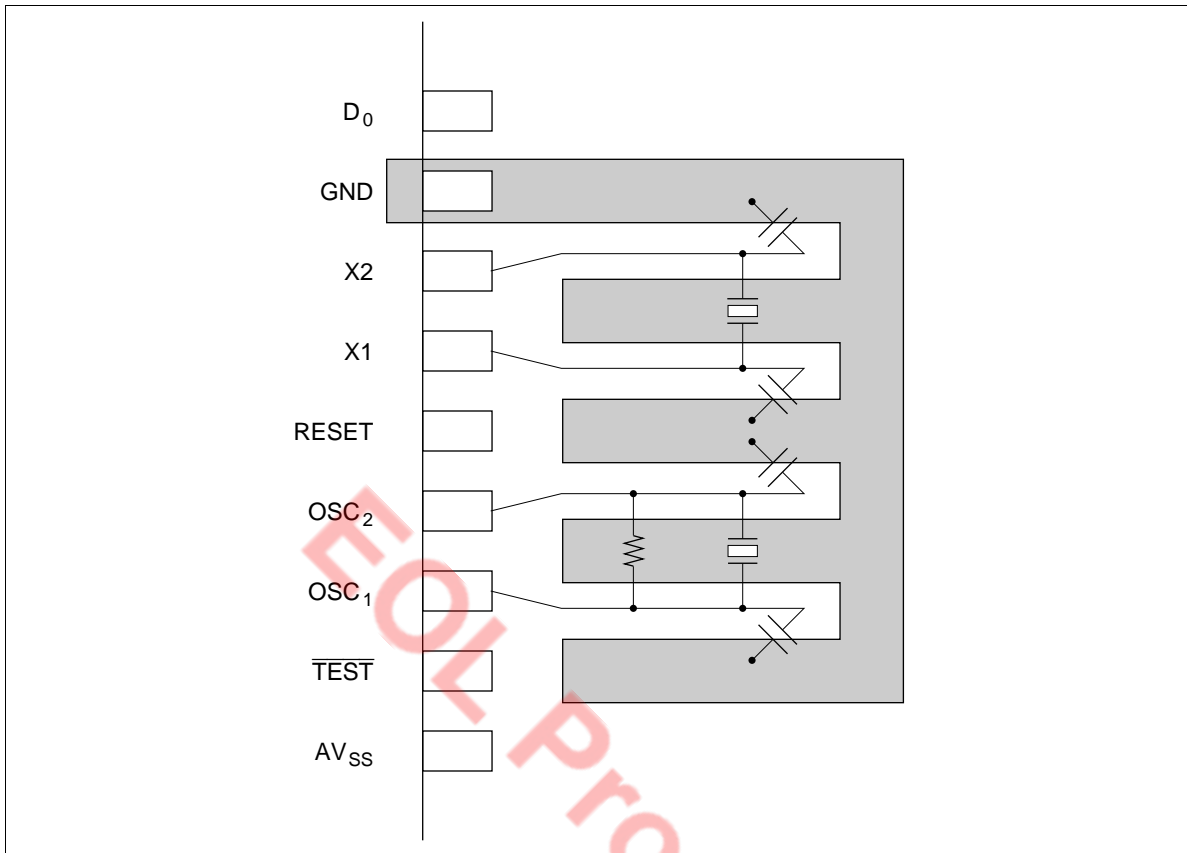 D0
GND
X2
X1
RESET
OSC2
OSC1
TEST
AVSS
EOL Pro